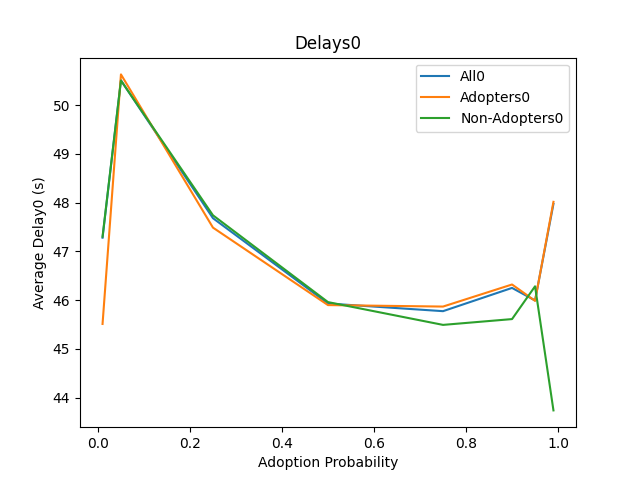 Delays0
All0
Adopters0
Non-Adopters0
Average Delay0 (s)
50
49
48
47
46
45
44
0.0 0.2 0.4 0.6 0.8 1.0
Adoption Probability